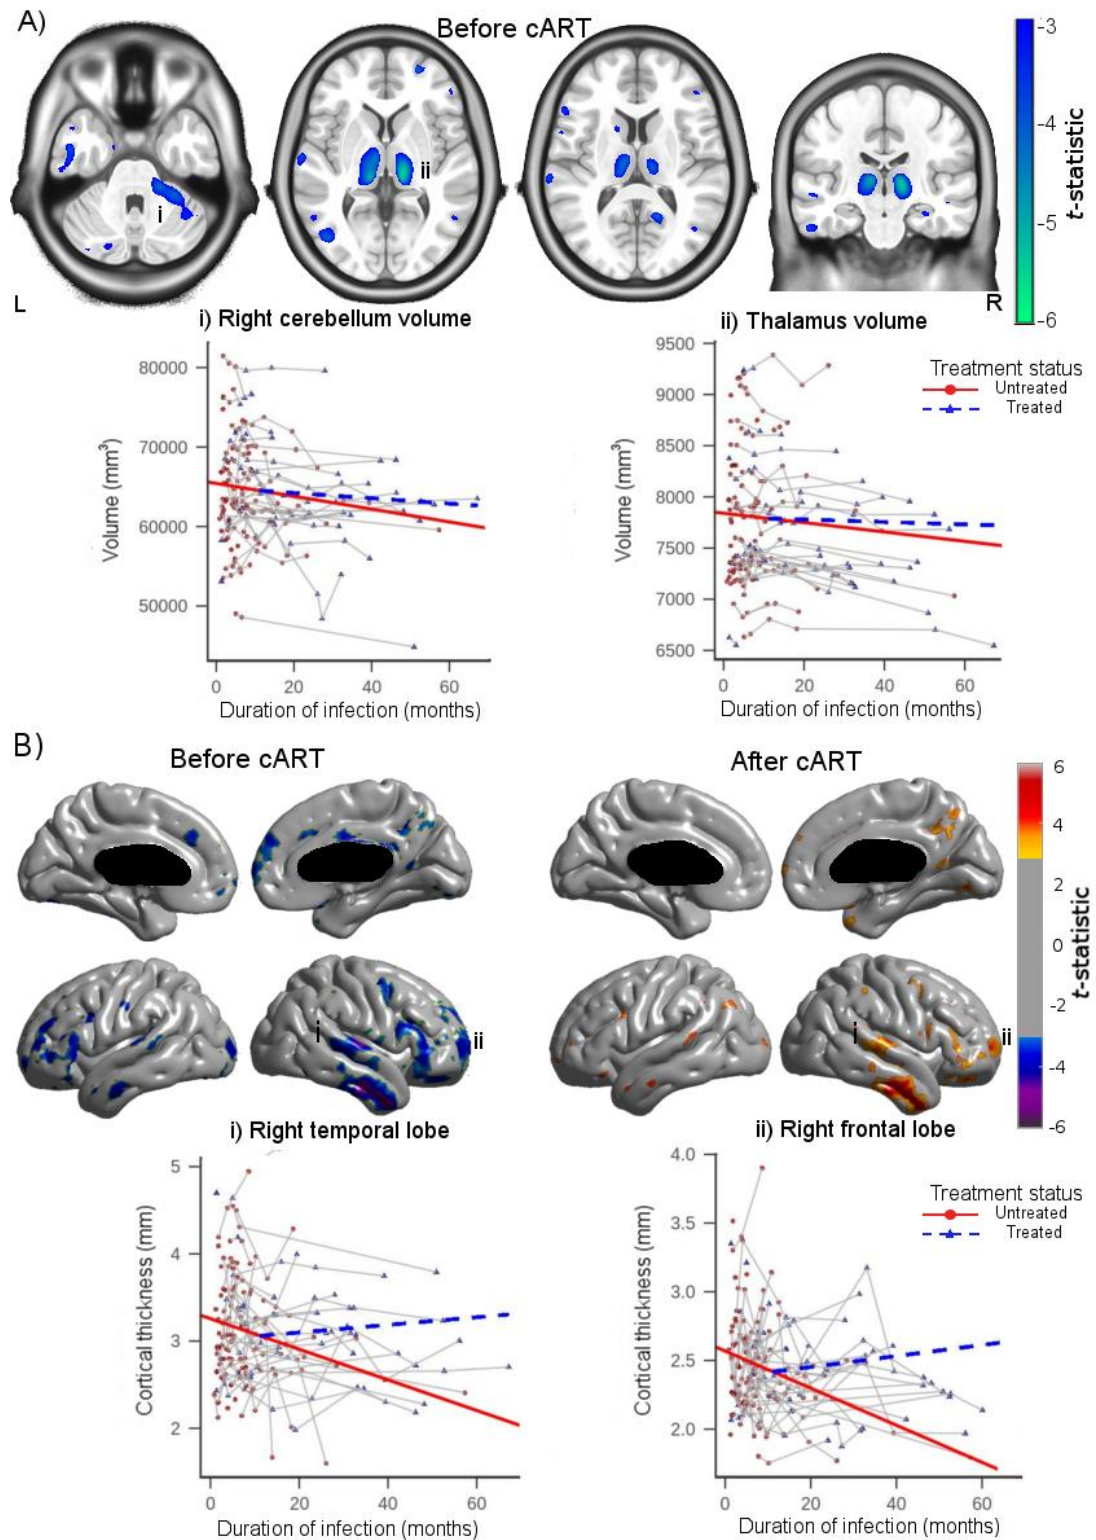 A)
Before cART
-3
-4
-5
-6
t-statistic
i
ii
L
R
i) Right cerebellum volume
ii) Thalamus volume
80000
70000
60000
50000
Volume (mm³)
0 20 40 60
Duration of infection (months)
9500
9000
8500
8000
7500
7000
6500
Volume (mm³)
0 20 40 60
Duration of infection (months)
Treatment status
Untreated
Treated
B)
Before cART
After cART
6
4
2
0
-2
-4
-6
t-statistic
i
ii
i
ii
i) Right temporal lobe
ii) Right frontal lobe
5
4
3
2
Cortical thickness (mm)
0 20 40 60
Duration of infection (months)
4.0
3.5
3.0
2.5
2.0
Cortical thickness (mm)
0 20 40 60
Duration of infection (months)
Treatment status
Untreated
Treated